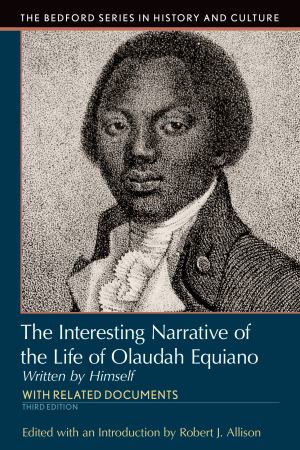 THE BEDFORD SERIES IN HISTORY AND CULTURE
The Interesting Narrative of
the Life of Olaudah Equiano
Written by Himself
WITH RELATED DOCUMENTS
THIRD EDITION
Edited with an Introduction by Robert J. Allison